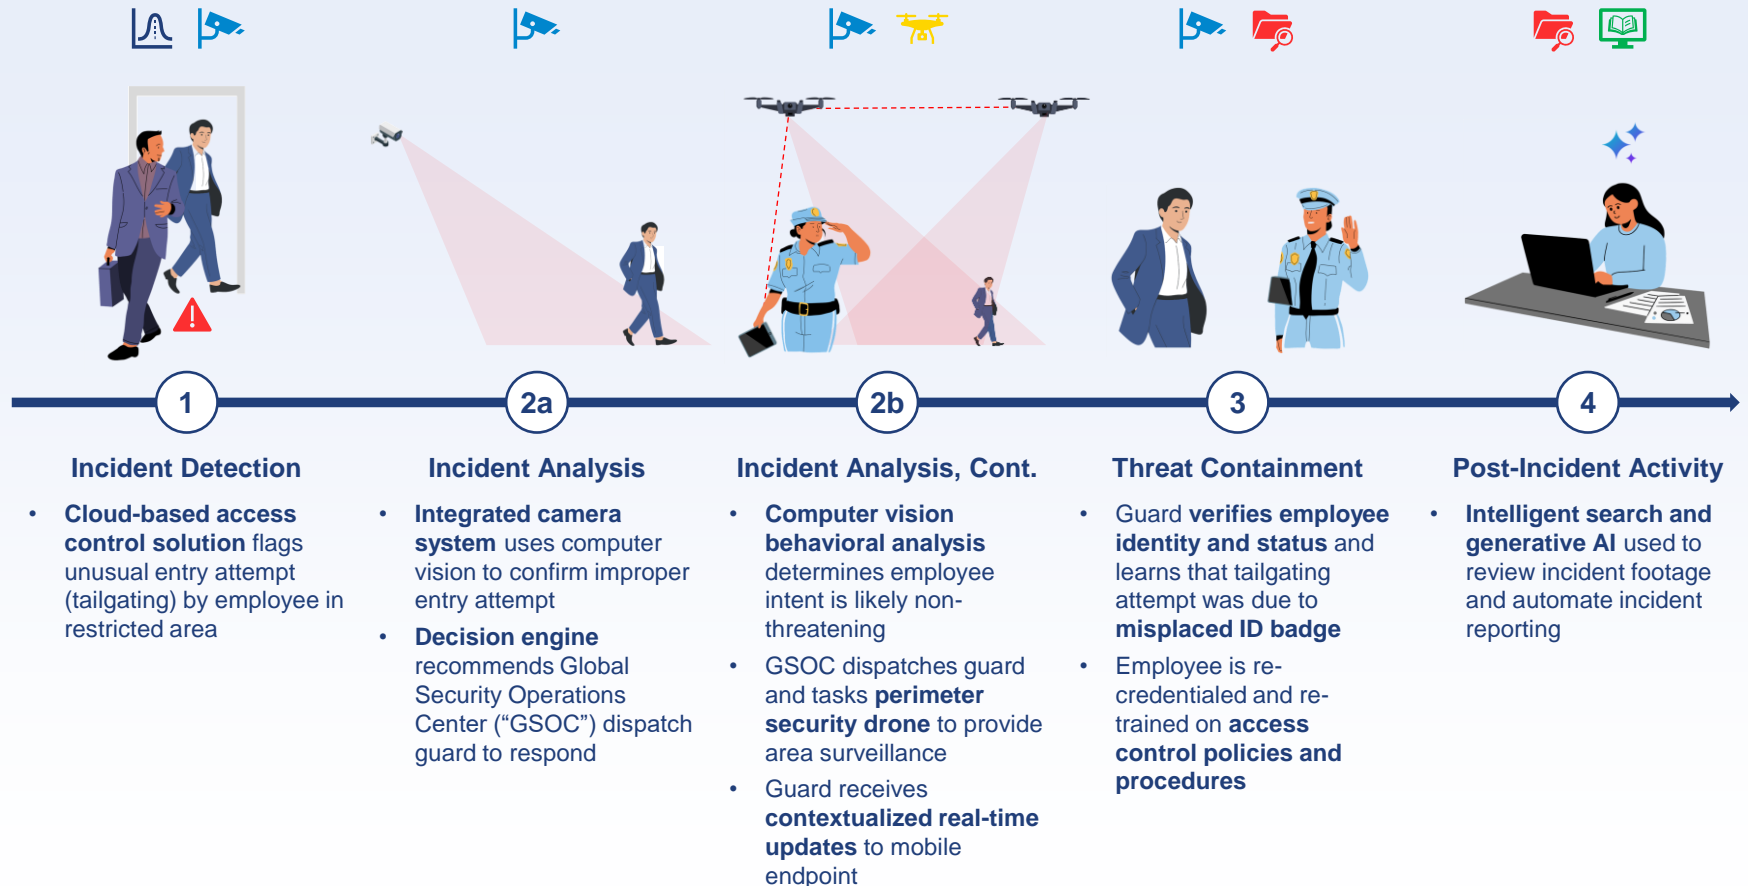 1
2a
2b
3
4
Incident Detection
• Cloud-based access
control solution flags
unusual entry attempt
(tailgating) by employee in
restricted area
Incident Analysis
• Integrated camera
system uses computer
vision to confirm improper
entry attempt
• Decision engine
recommends Global
Security Operations
Center (“GSOC”) dispatch
guard to respond
Incident Analysis, Cont.
• Computer vision
behavioral analysis
determines employee
intent is likely non-
threatening
• GSOC dispatches guard
and tasks perimeter
security drone to provide
area surveillance
• Guard receives
contextualized real-time
updates to mobile
endpoint
Threat Containment
• Guard verifies employee
identity and status and
learns that tailgating
attempt was due to
misplaced ID badge
• Employee is re-
credentialed and re-
trained on access
control policies and
procedures
Post-Incident Activity
• Intelligent search and
generative AI used to
review incident footage
and automate incident
reporting